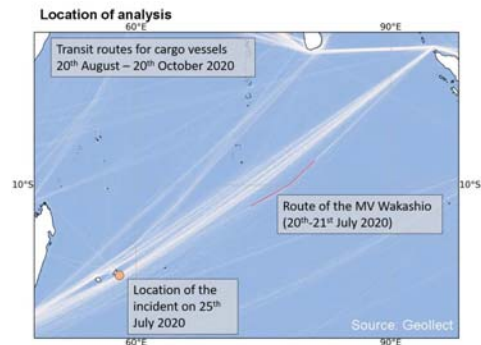 Location of analysis
60°E
90°E
Transit routes for cargo vessels
20th August – 20th October 2020
10°S
10°S
Route of the MV Wakashio
(20th-21st July 2020)
Location of the
incident on 25th
July 2020
Source: Geollect
60°E
90°E